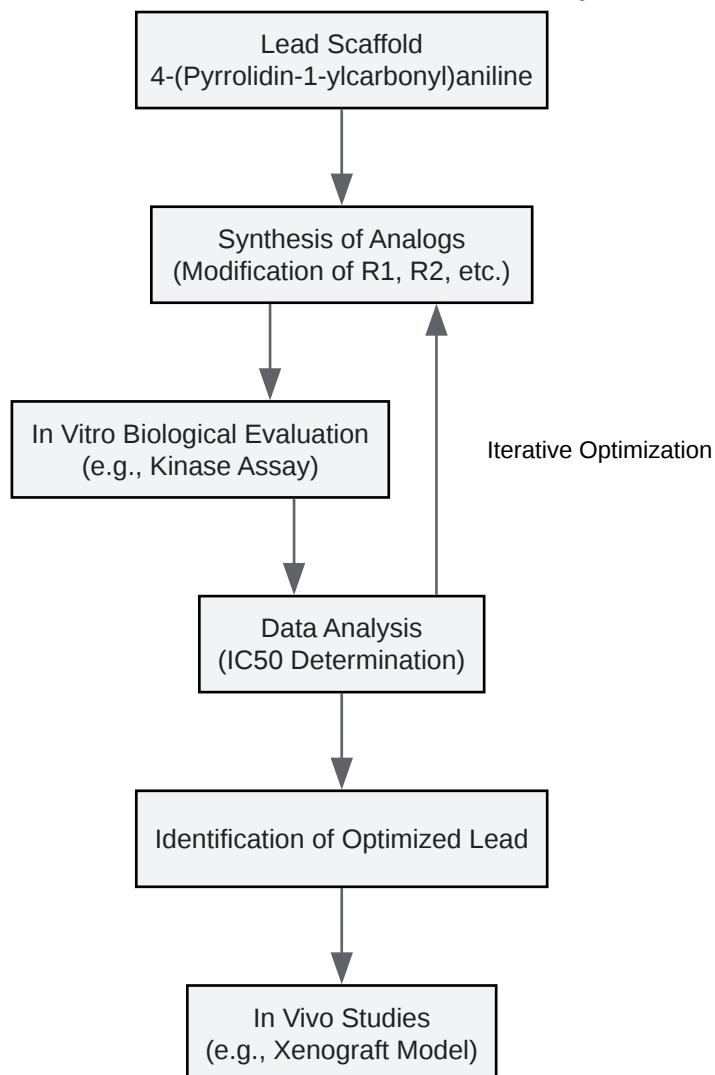 Lead Scaffold
4-(Pyrrolidin-1-ylcarbonyl)aniline
Synthesis of Analogs
(Modification of R1, R2, etc.)
In Vitro Biological Evaluation
(e.g., Kinase Assay)
Iterative Optimization
Data Analysis
(IC50 Determination)
Identification of Optimized Lead
In Vivo Studies
(e.g., Xenograft Model)